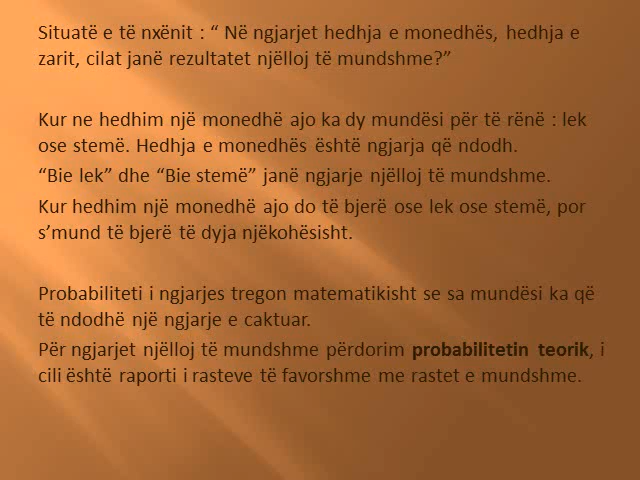 Situatë e të nxënit : “ Në ngjarjet hedhja e monedhës, hedhja e
zarit, cilat janë rezultatet njëlloj të mundshme?”
Kur ne hedhim një monedhë ajo ka dy mundësi për të rënë : lek
ose stemë. Hedhja e monedhës është ngjarja që ndodh.
“Bie lek” dhe “Bie stemë” janë ngjarje njëlloj të mundshme.
Kur hedhim një monedhë ajo do të bjerë ose lek ose stemë, por
s’mund të bjerë të dyja njëkohësisht.
Probabiliteti i ngjarjes tregon matematikisht se sa mundësi ka që
të ndodhë një ngjarje e caktuar.
Për ngjarjet njëlloj të mundshme përdorim probabilitetin teorik, i
cili është raporti i rasteve të favorshme me rastet e mundshme.